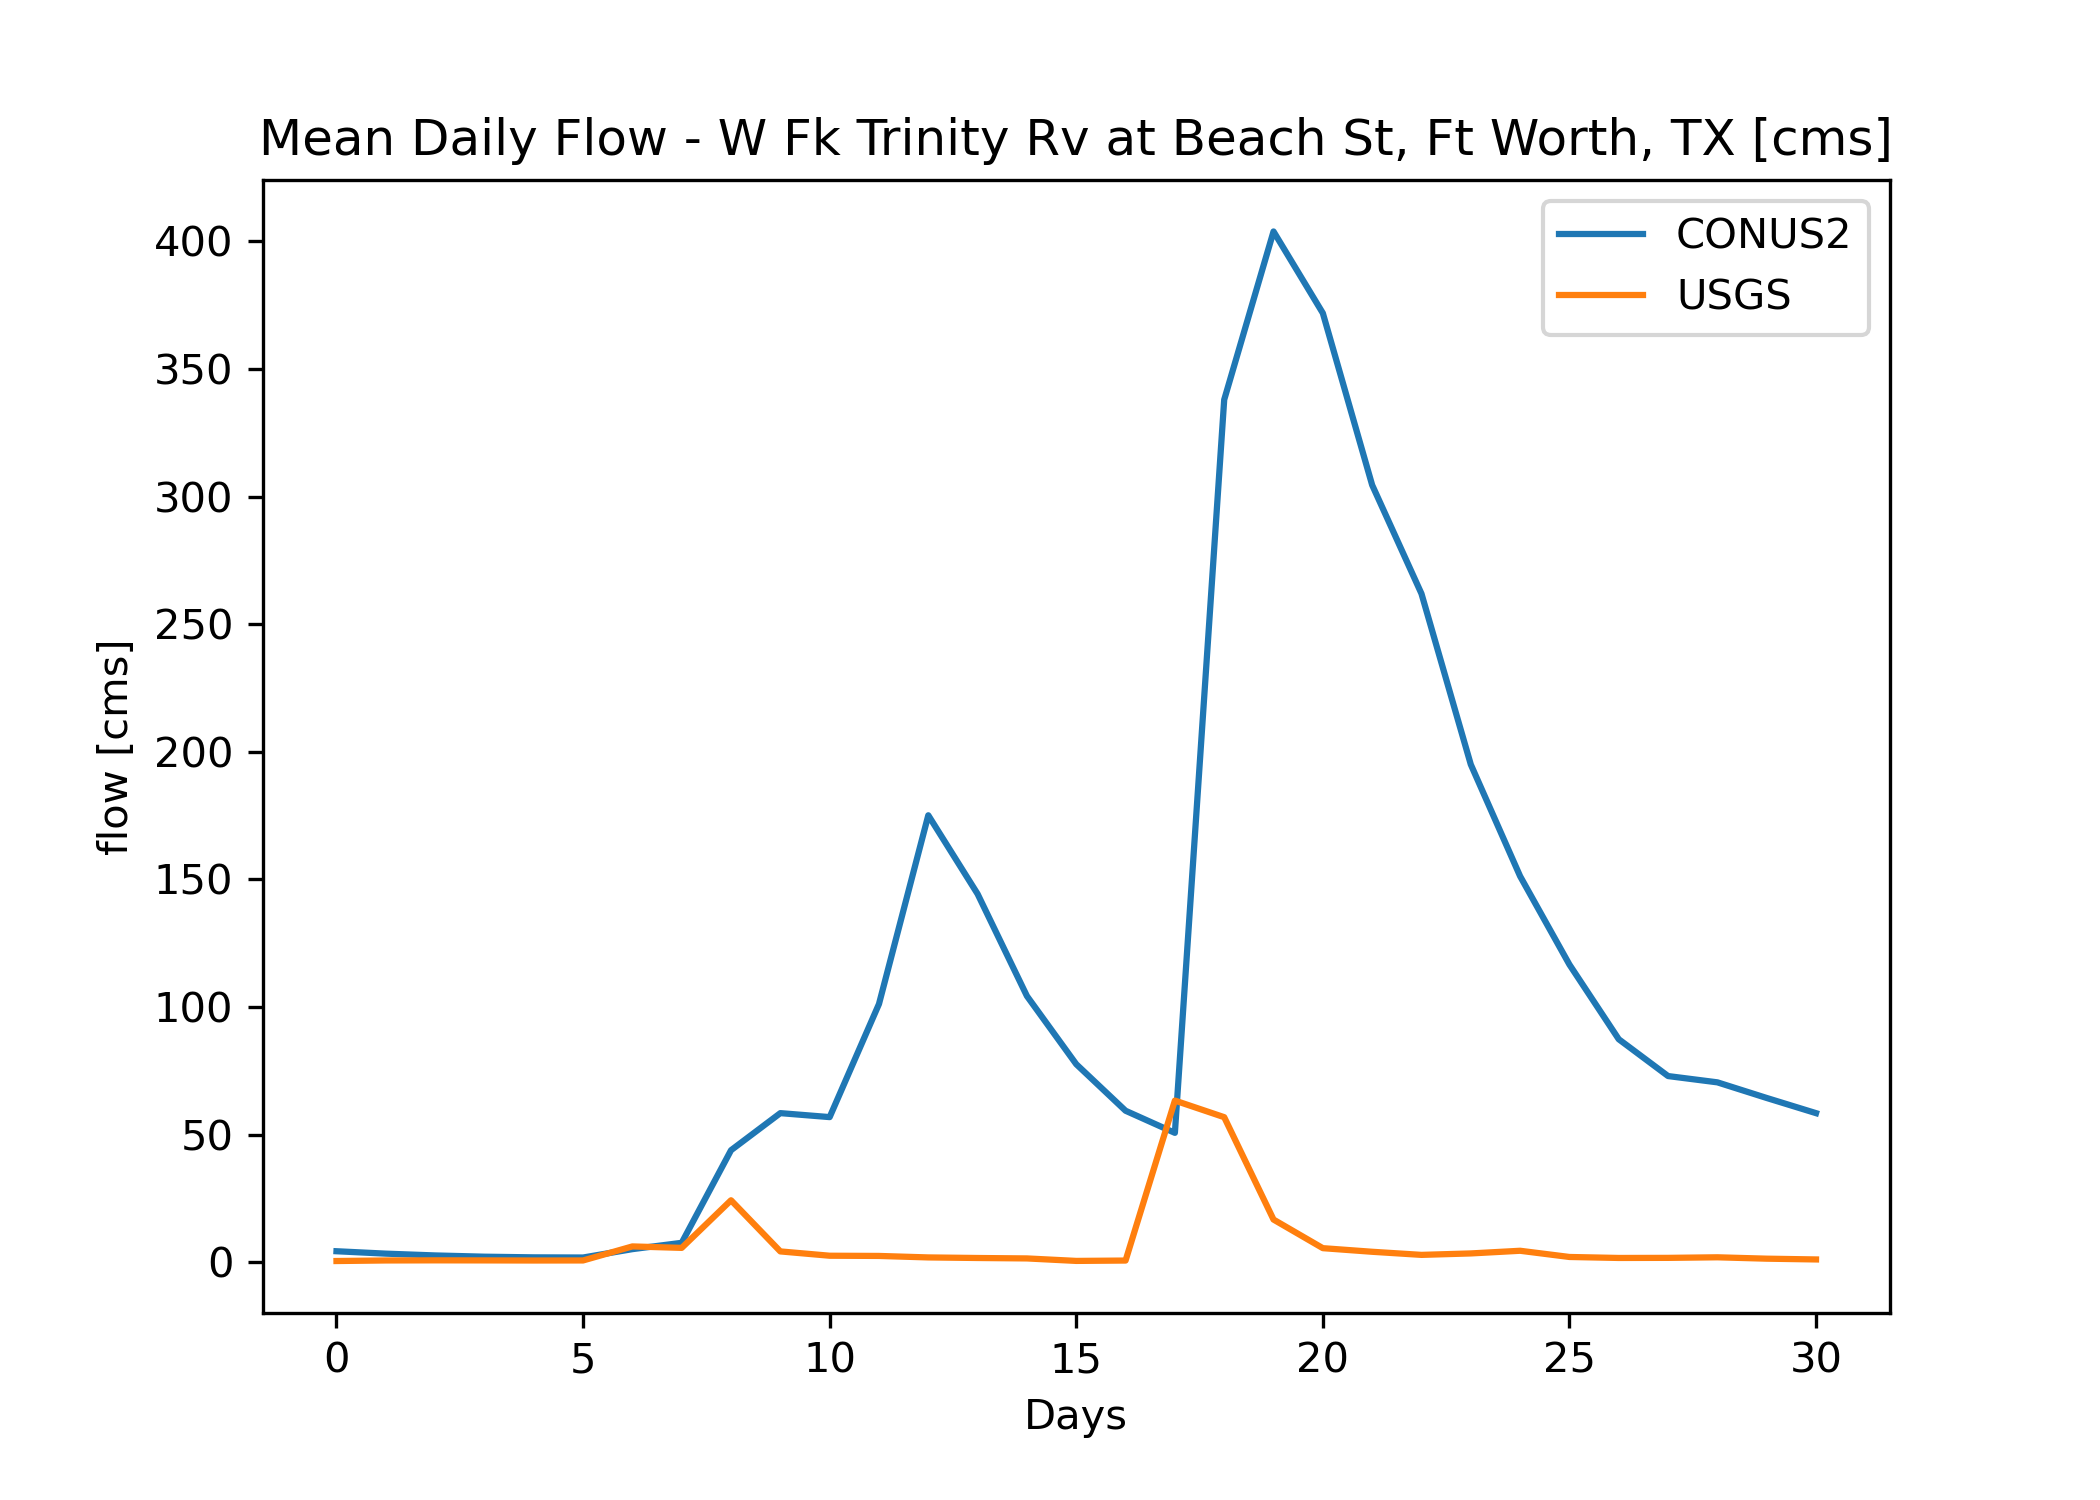 Mean Daily Flow - W Fk Trinity Rv at Beach St, Ft Worth, TX [cms]
CONUS2
USGS
400
350
300
250
200
150
100
50
0
flow [cms]
0 5 10 15 20 25 30
Days